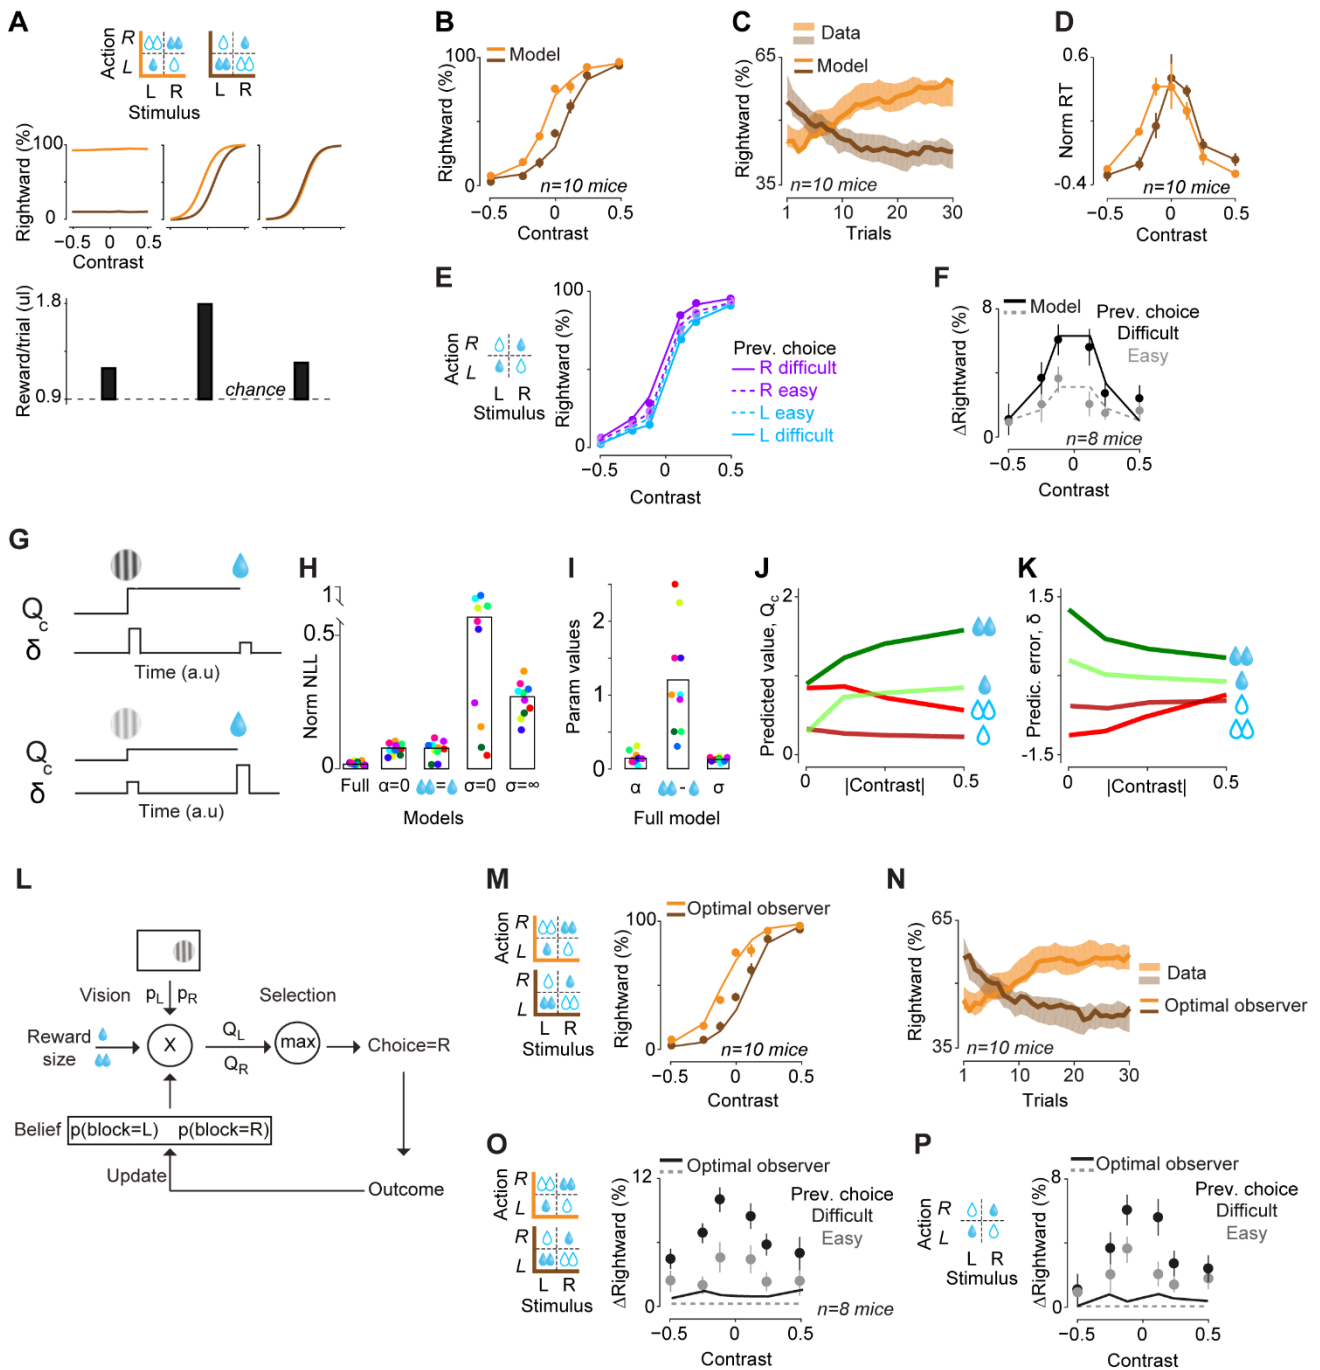 A
Action
R
L
L R
Stimulus
Rightward (%)
100
0
−0.5 0 0.5
Contrast
Reward/trial (ul)
1.8
0.9
chance
B
Model
Rightward (%)
100
0
n=10 mice
−0.5 0 0.5
Contrast
C
Data
Model
Rightward (%)
65
35
n=10 mice
1 10 20 30
Trials
D
Norm RT
0.6
-0.4
n=10 mice
−0.5 0 0.5
Contrast
E
Action
R
L
L R
Stimulus
Rightward (%)
100
0
Prev. choice
R difficult
R easy
L easy
L difficult
−0.5 0 0.5
Contrast
F
Model
Prev. choice
Difficult
Easy
ΔRightward (%)
8
0
n=8 mice
−0.5 0 0.5
Contrast
G
Qc
δ
Time (a.u)
Qc
δ
Time (a.u)
H
Norm NLL
1
0.5
0
Full α=0 = σ=0 σ=∞
Models
I
Param values
2
1
0
α - σ
Full model
J
Predicted value, Qc
2
0
0 0.5
|Contrast|
K
Predic. error, δ
1.5
-1.5
0 0.5
|Contrast|
L
Vision pL pR Selection
Reward size
X
QL
QR
max
Choice=R
Belief p(block=L) p(block=R)
Update
Outcome
M
Optimal observer
Action
R
L
R
L
L R
Stimulus
Rightward (%)
100
0
n=10 mice
−0.5 0 0.5
Contrast
N
Rightward (%)
65
35
Data
Optimal observer
n=10 mice
1 10 20 30
Trials
O
Optimal observer
Action
R
L
R
L
L R
Stimulus
ΔRightward (%)
12
0
Prev. choice
Difficult
Easy
n=8 mice
−0.5 0 0.5
Contrast
P
Optimal observer
Action
R
L
L R
Stimulus
ΔRightward (%)
8
0
Prev. choice
Difficult
Easy
−0.5 0 0.5
Contrast